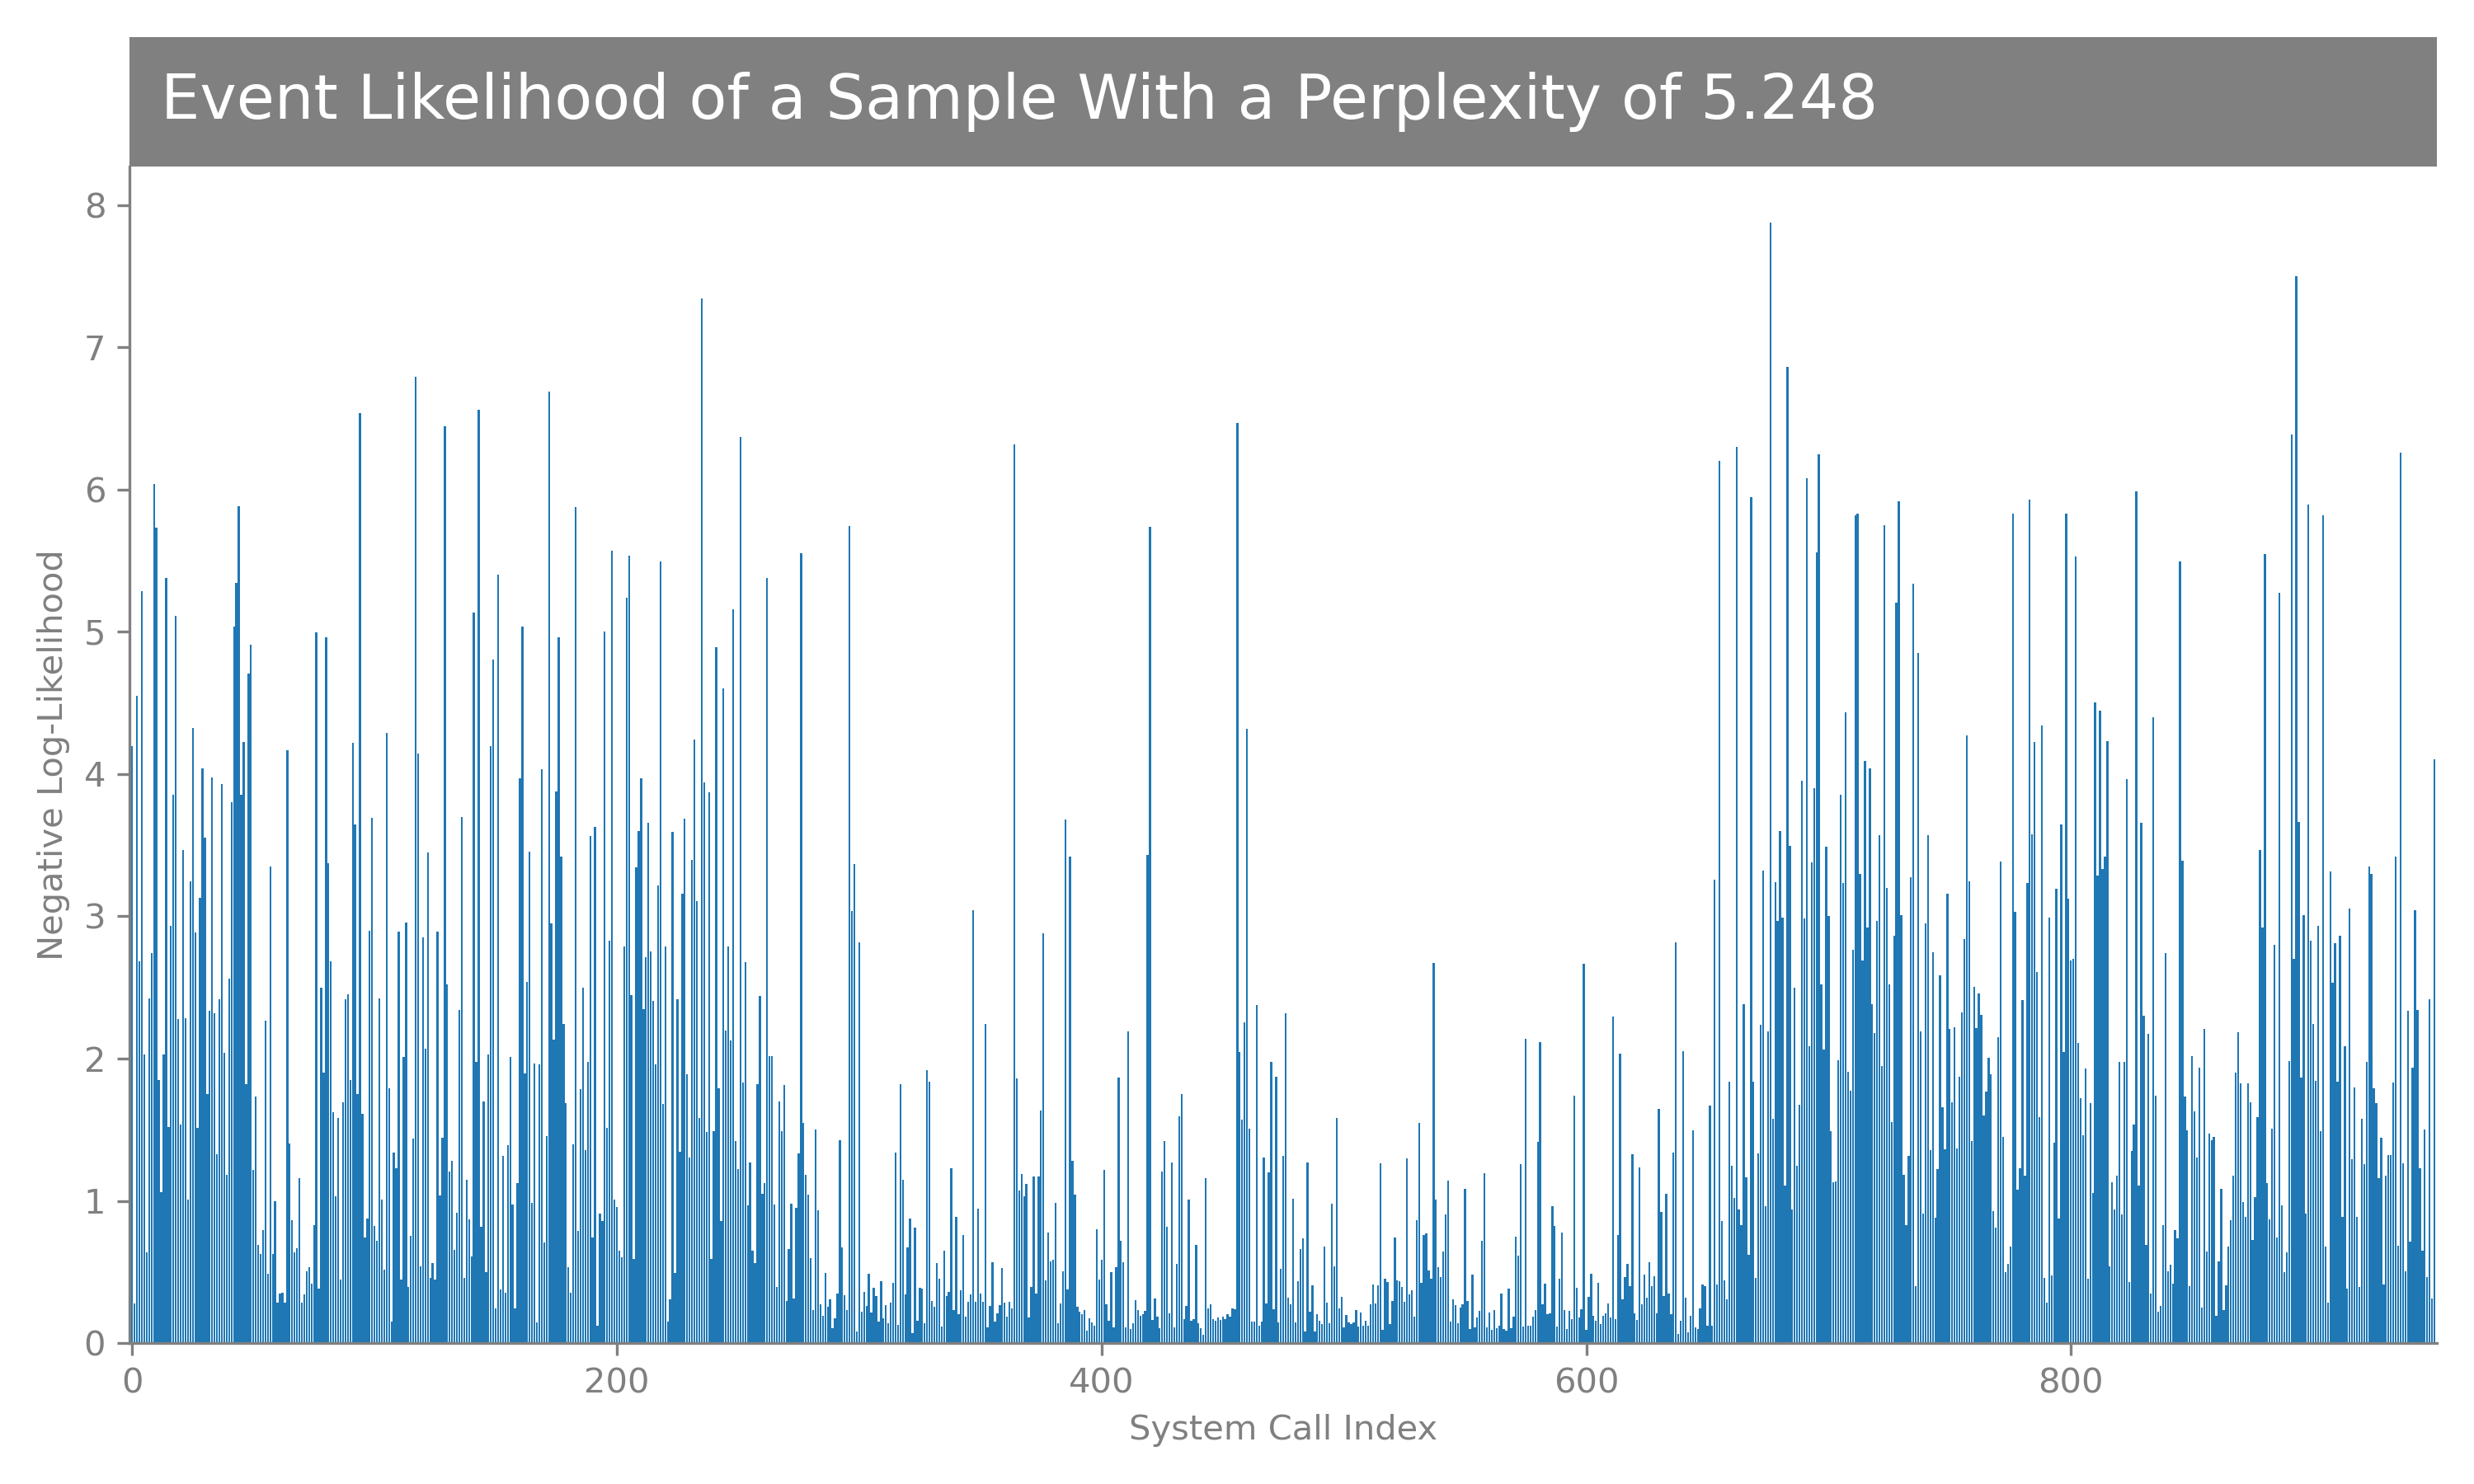 Event Likelihood of a Sample With a Perplexity of 5.248
8
7
6
5
4
3
2
1
0
Negative Log-Likelihood
0 200 400 600 800
System Call Index